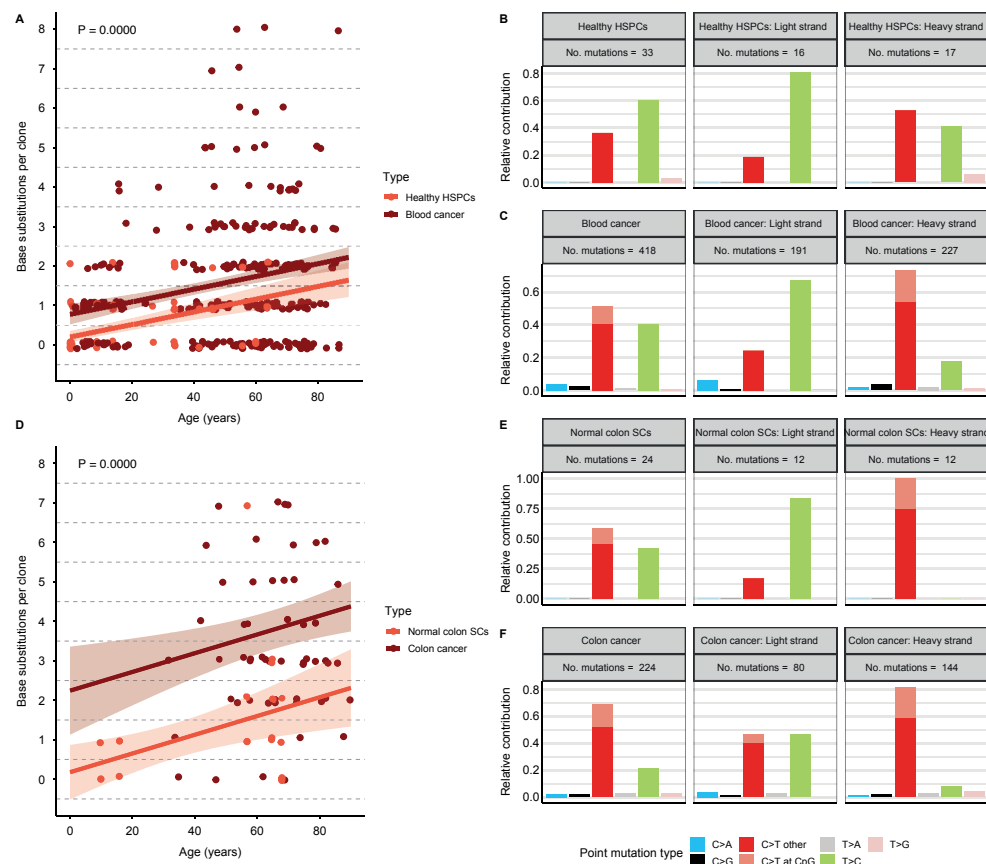 A
P = 0.0000
Base substitutions per clone
8
7
6
5
4
3
2
1
0
0 20 40 60 80
Age (years)
Type
Healthy HSPCs
Blood cancer
B
Healthy HSPCs
Healthy HSPCs: Light strand
Healthy HSPCs: Heavy strand
No. mutations = 33
No. mutations = 16
No. mutations = 17
Relative contribution
0.8
0.6
0.4
0.2
0.0
C
Blood cancer
Blood cancer: Light strand
Blood cancer: Heavy strand
No. mutations = 418
No. mutations = 191
No. mutations = 227
Relative contribution
0.6
0.4
0.2
0.0
D
P = 0.0000
Base substitutions per clone
8
7
6
5
4
3
2
1
0
0 20 40 60 80
Age (years)
Type
Normal colon SCs
Colon cancer
E
Normal colon SCs
Normal colon SCs: Light strand
Normal colon SCs: Heavy strand
No. mutations = 24
No. mutations = 12
No. mutations = 12
Relative contribution
1.00
0.75
0.50
0.25
0.00
F
Colon cancer
Colon cancer: Light strand
Colon cancer: Heavy strand
No. mutations = 224
No. mutations = 80
No. mutations = 144
Relative contribution
0.8
0.6
0.4
0.2
0.0
Point mutation type
C>A C>T other T>A T>G
C>G C>T at CpG T>C